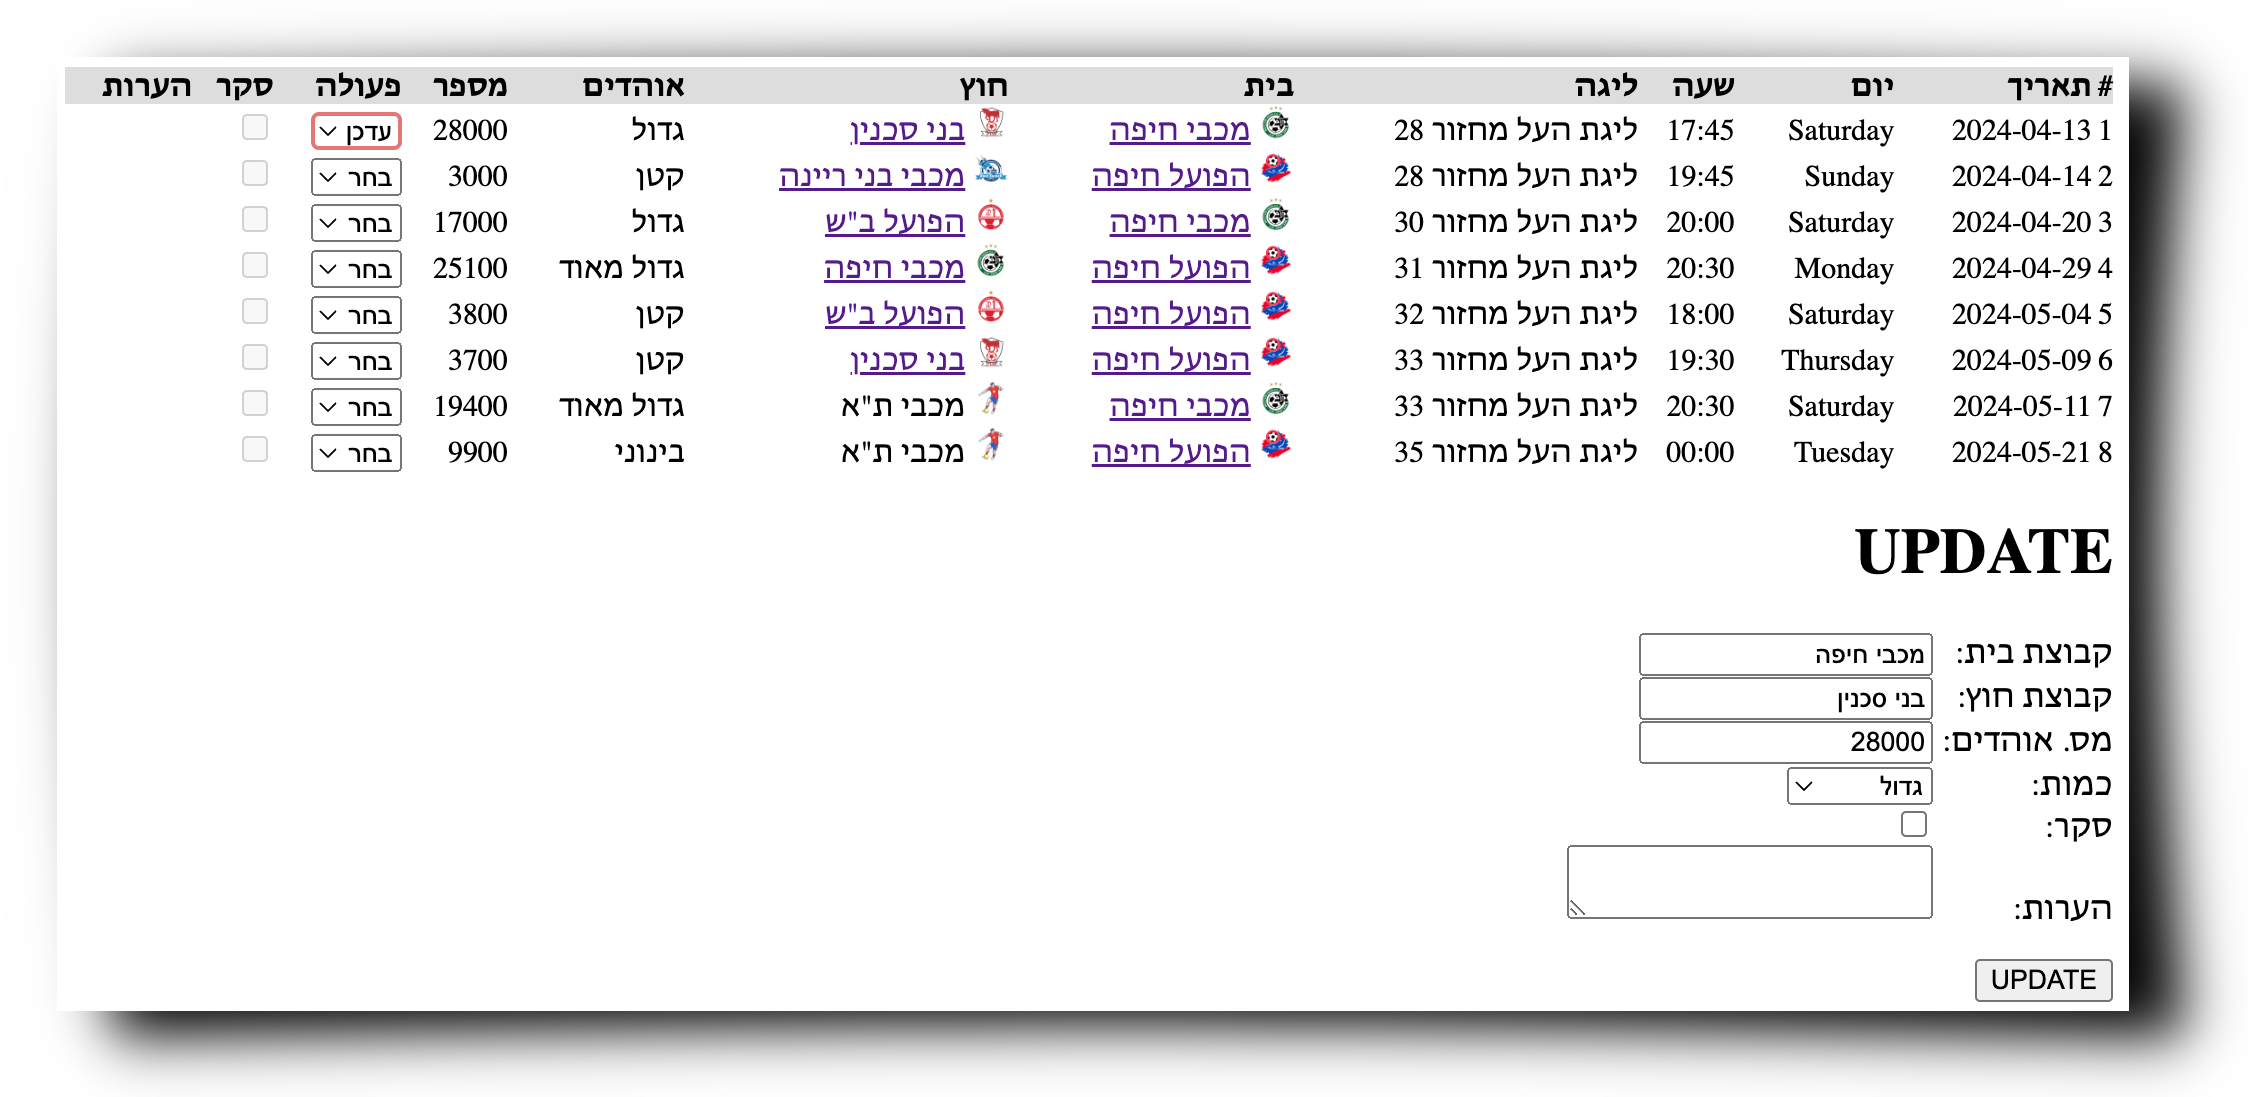 # תאריך יום שעה ליגה בית חוץ אוהדים מספר פעולה סקר הערות
1 2024-04-13 Saturday 17:45 ליגת העל מחזור 28 מכבי חיפה בני סכנין גדול 28000 עדכן
2 2024-04-14 Sunday 19:45 ליגת העל מחזור 28 הפועל חיפה מכבי בני ריינה קטן 3000 בחר
3 2024-04-20 Saturday 20:00 ליגת העל מחזור 30 מכבי חיפה הפועל ב"ש גדול 17000 בחר
4 2024-04-29 Monday 20:30 ליגת העל מחזור 31 הפועל חיפה מכבי חיפה גדול מאוד 25100 בחר
5 2024-05-04 Saturday 18:00 ליגת העל מחזור 32 הפועל חיפה הפועל ב"ש קטן 3800 בחר
6 2024-05-09 Thursday 19:30 ליגת העל מחזור 33 הפועל חיפה בני סכנין קטן 3700 בחר
7 2024-05-11 Saturday 20:30 ליגת העל מחזור 33 מכבי חיפה מכבי ת"א גדול מאוד 19400 בחר
8 2024-05-21 Tuesday 00:00 ליגת העל מחזור 35 הפועל חיפה מכבי ת"א בינוני 9900 בחר
UPDATE
קבוצת בית: מכבי חיפה
קבוצת חוץ: בני סכנין
מס. אוהדים: 28000
כמות: גדול
סקר:
הערות:
UPDATE